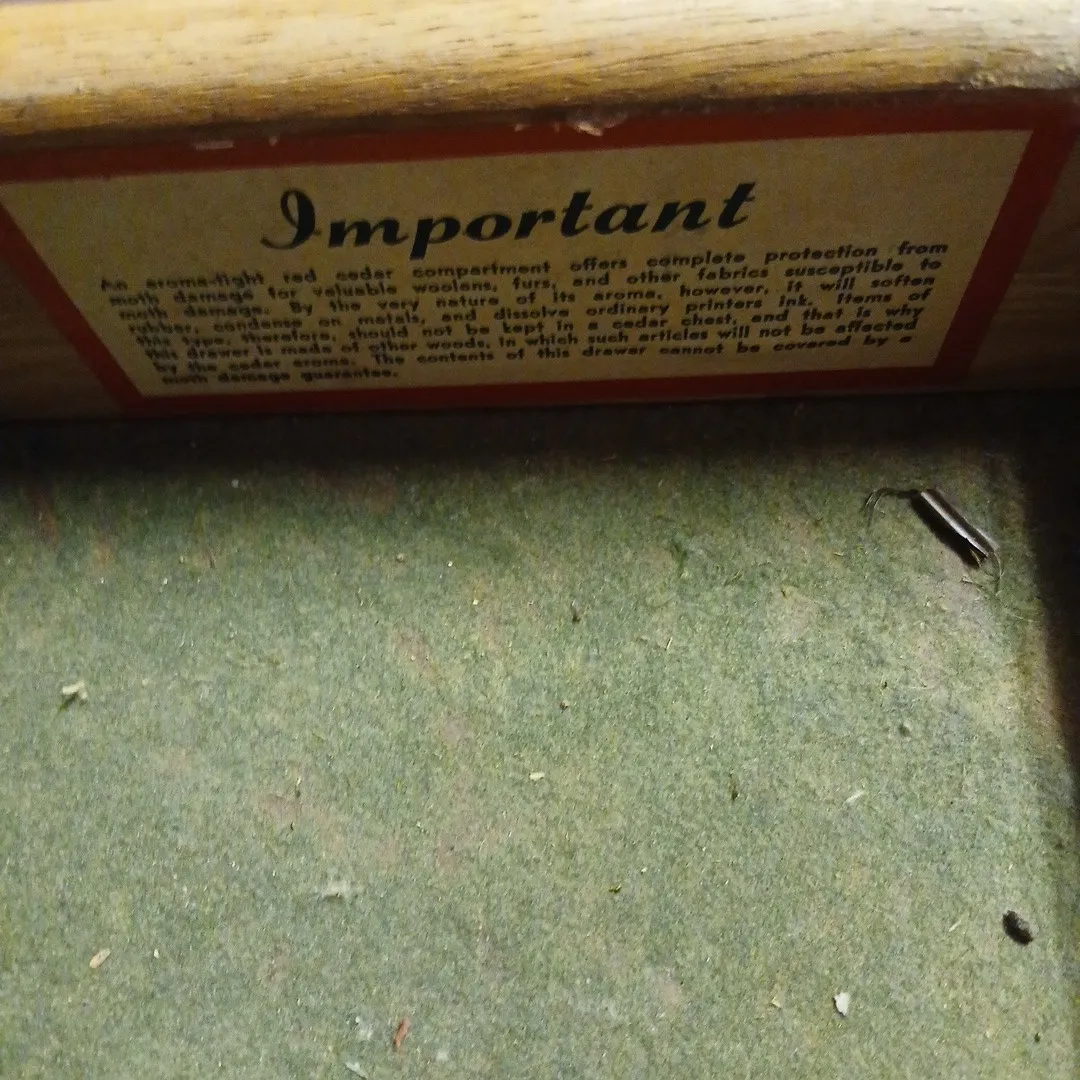 Important
An aroma-tight red cedar compartment offers complete protection from
moth damage for valuable woolens, furs, and other fabrics susceptible to
moth damage. By the very nature of its aroma, however, it will soften
rubber, condense on metals, and dissolve ordinary printers ink. Items of
this type, therefore, should not be kept in a cedar chest, and that is why
this drawer is made of other woods, in which such articles will not be affected
by the cedar aroma. The contents of this drawer cannot be covered by a
moth damage guarantee.